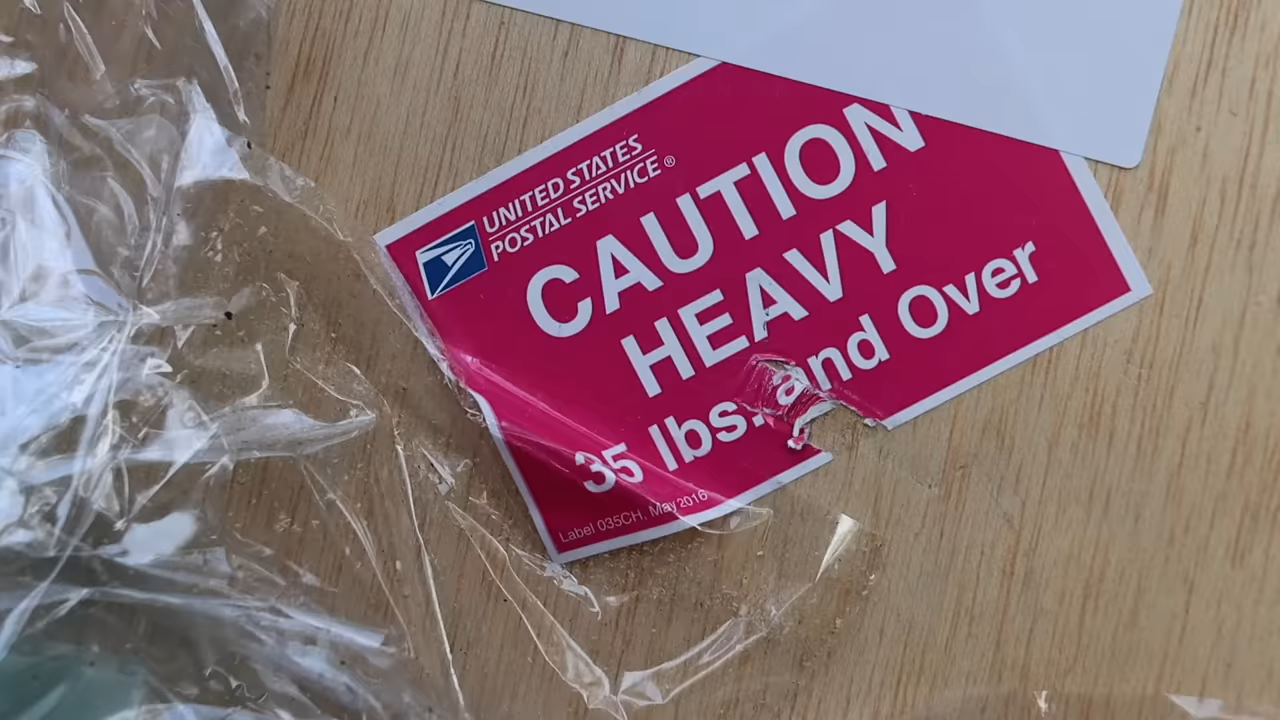 UNITED STATES
POSTAL SERVICE®
CAUTION
HEAVY
35 lbs. and Over
Label 035CH, May 2016